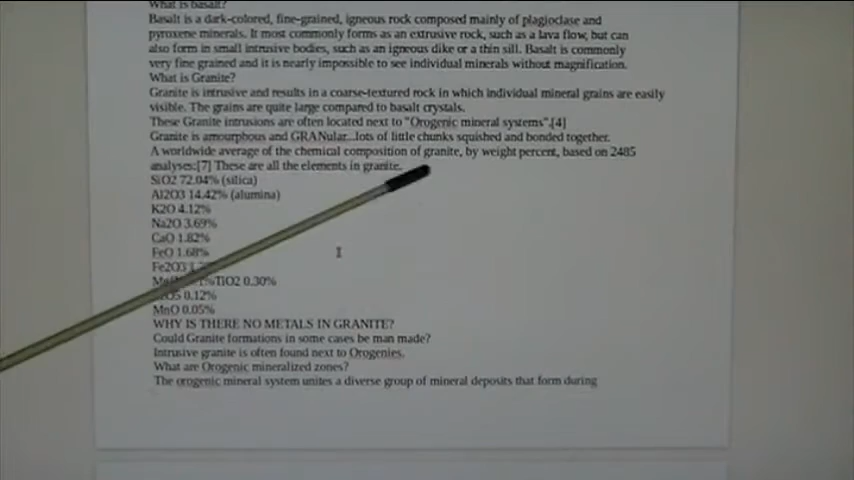 What is basalt?
Basalt is a dark-colored, fine-grained, igneous rock composed mainly of plagioclase and
pyroxene minerals. It most commonly forms as an extrusive rock, such as a lava flow, but can
also form in small intrusive bodies, such as an igneous dike or a thin sill. Basalt is commonly
very fine grained and it is nearly impossible to see individual minerals without magnification.
What is Granite?
Granite is intrusive and results in a coarse-textured rock in which individual mineral grains are easily
visible. The grains are quite large compared to basalt crystals.
These Granite intrusions are often located next to "Orogenic mineral systems".[4]
Granite is amourphous and GRANular...lots of little chunks squished and bonded together.
A worldwide average of the chemical composition of granite, by weight percent, based on 2485
analyses:[7] These are all the elements in granite.
SiO2 72.04% (silica)
Al2O3 14.42% (alumina)
K2O 4.12%
Na2O 3.69%
CaO 1.82%
FeO 1.68%
Fe2O3
TiO2 0.30%
0.12%
MnO 0.05%
WHY IS THERE NO METALS IN GRANITE?
Could Granite formations in some cases be man made?
Intrusive granite is often found next to Orogenies.
What are Orogenic mineralized zones?
The orogenic mineral system unites a diverse group of mineral deposits that form during